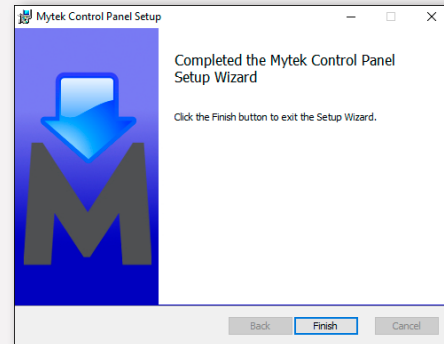 Mytek Control Panel Setup
Completed the Mytek Control Panel
Setup Wizard
Click the Finish button to exit the Setup Wizard.
M
Back Finish Cancel